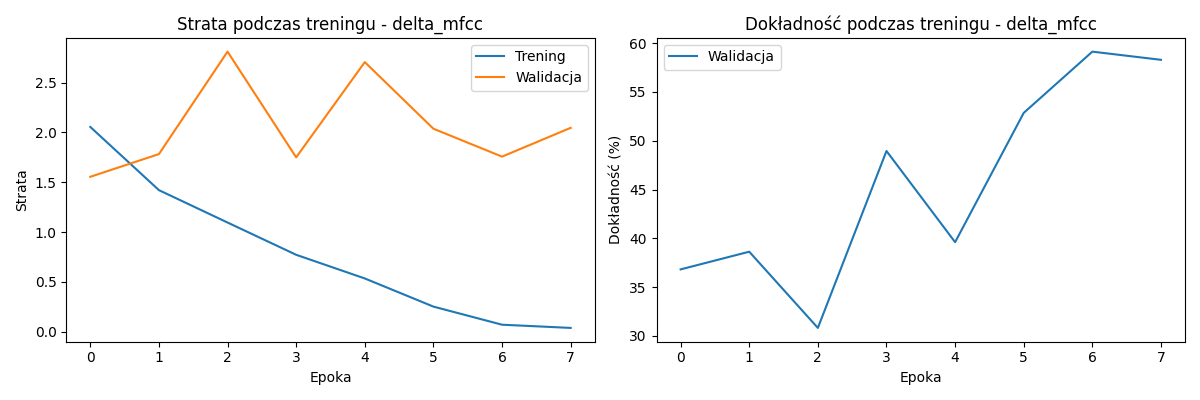 Strata podczas treningu - delta_mfcc
Trening
Walidacja
2.5
2.0
1.5
1.0
0.5
0.0
Strata
0 1 2 3 4 5 6 7
Epoka
Dokładność podczas treningu - delta_mfcc
Walidacja
60
55
50
45
40
35
30
Dokładność (%)
0 1 2 3 4 5 6 7
Epoka